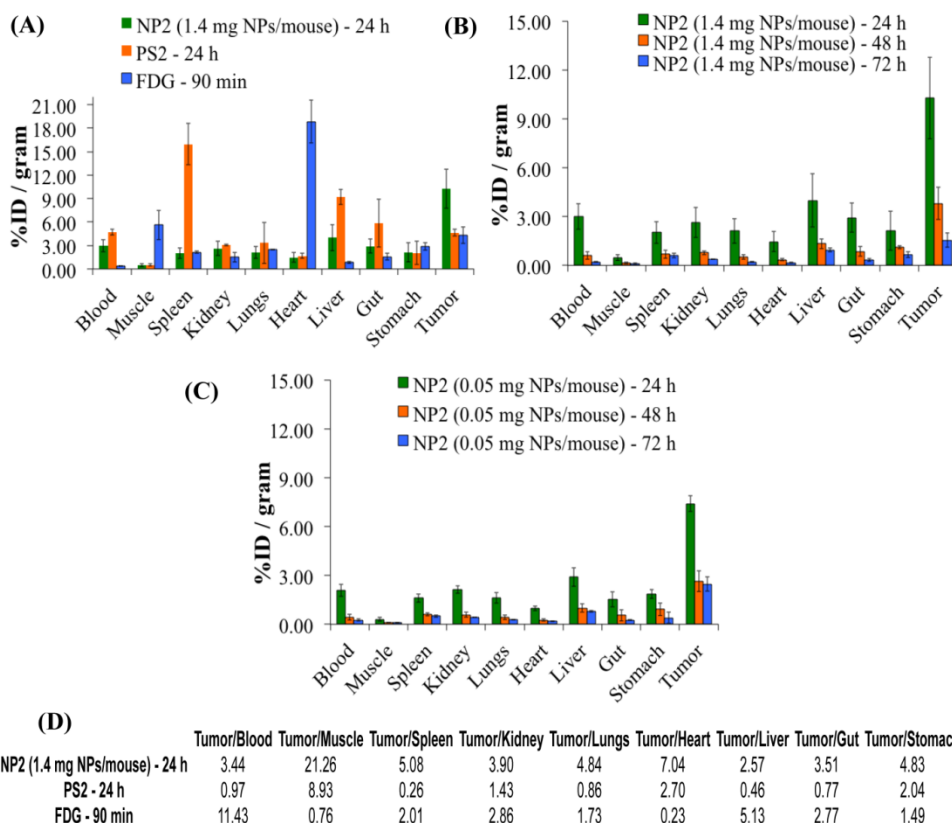 (A)
NP2 (1.4 mg NPs/mouse) - 24 h
PS2 - 24 h
FDG - 90 min
%ID / gram
21.00
18.00
15.00
12.00
9.00
6.00
3.00
0.00
Blood
Muscle
Spleen
Kidney
Lungs
Heart
Liver
Gut
Stomach
Tumor
(B)
NP2 (1.4 mg NPs/mouse) - 24 h
NP2 (1.4 mg NPs/mouse) - 48 h
NP2 (1.4 mg NPs/mouse) - 72 h
%ID / gram
15.00
12.00
9.00
6.00
3.00
0.00
Blood
Muscle
Spleen
Kidney
Lungs
Heart
Liver
Gut
Stomach
Tumor
(C)
NP2 (0.05 mg NPs/mouse) - 24 h
NP2 (0.05 mg NPs/mouse) - 48 h
NP2 (0.05 mg NPs/mouse) - 72 h
%ID / gram
15.00
12.00
9.00
6.00
3.00
0.00
Blood
Muscle
Spleen
Kidney
Lungs
Heart
Liver
Gut
Stomach
Tumor
(D)
Tumor/Blood Tumor/Muscle Tumor/Spleen Tumor/Kidney Tumor/Lungs Tumor/Heart Tumor/Liver Tumor/Gut Tumor/Stomac
NP2 (1.4 mg NPs/mouse) - 24 h 3.44 21.26 5.08 3.90 4.84 7.04 2.57 3.51 4.83
PS2 - 24 h 0.97 8.93 0.26 1.43 0.86 2.70 0.46 0.77 2.04
FDG - 90 min 11.43 0.76 2.01 2.86 1.73 0.23 5.13 2.77 1.49